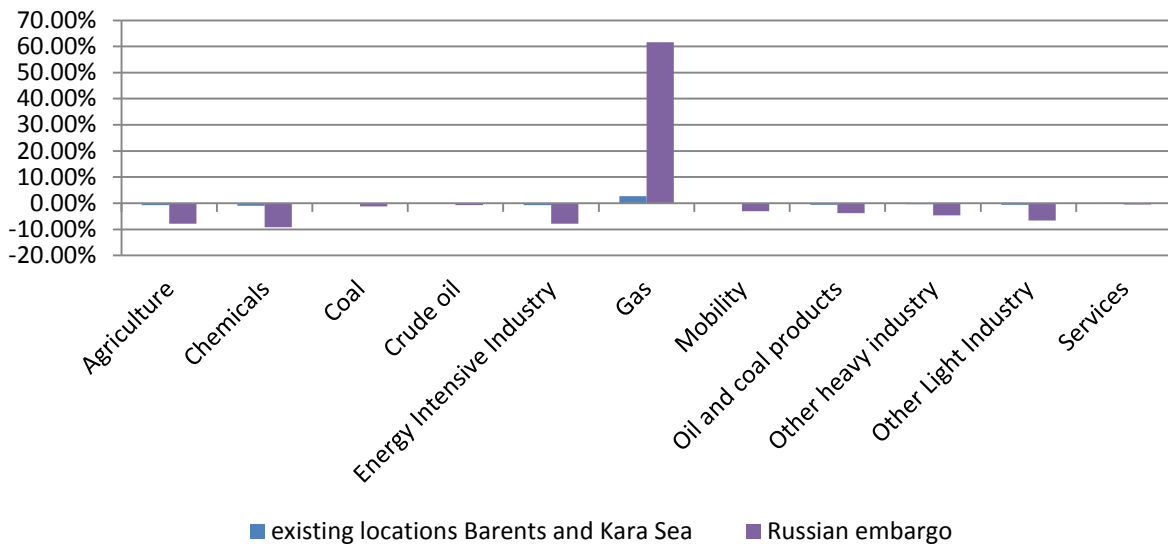 70.00%
60.00%
50.00%
40.00%
30.00%
20.00%
10.00%
0.00%
-10.00%
-20.00%
Agriculture
Chemicals
Coal
Crude oil
Energy Intensive Industry
Gas
Mobility
Oil and coal products
Other heavy industry
Other Light Industry
Services
existing locations Barents and Kara Sea
Russian embargo